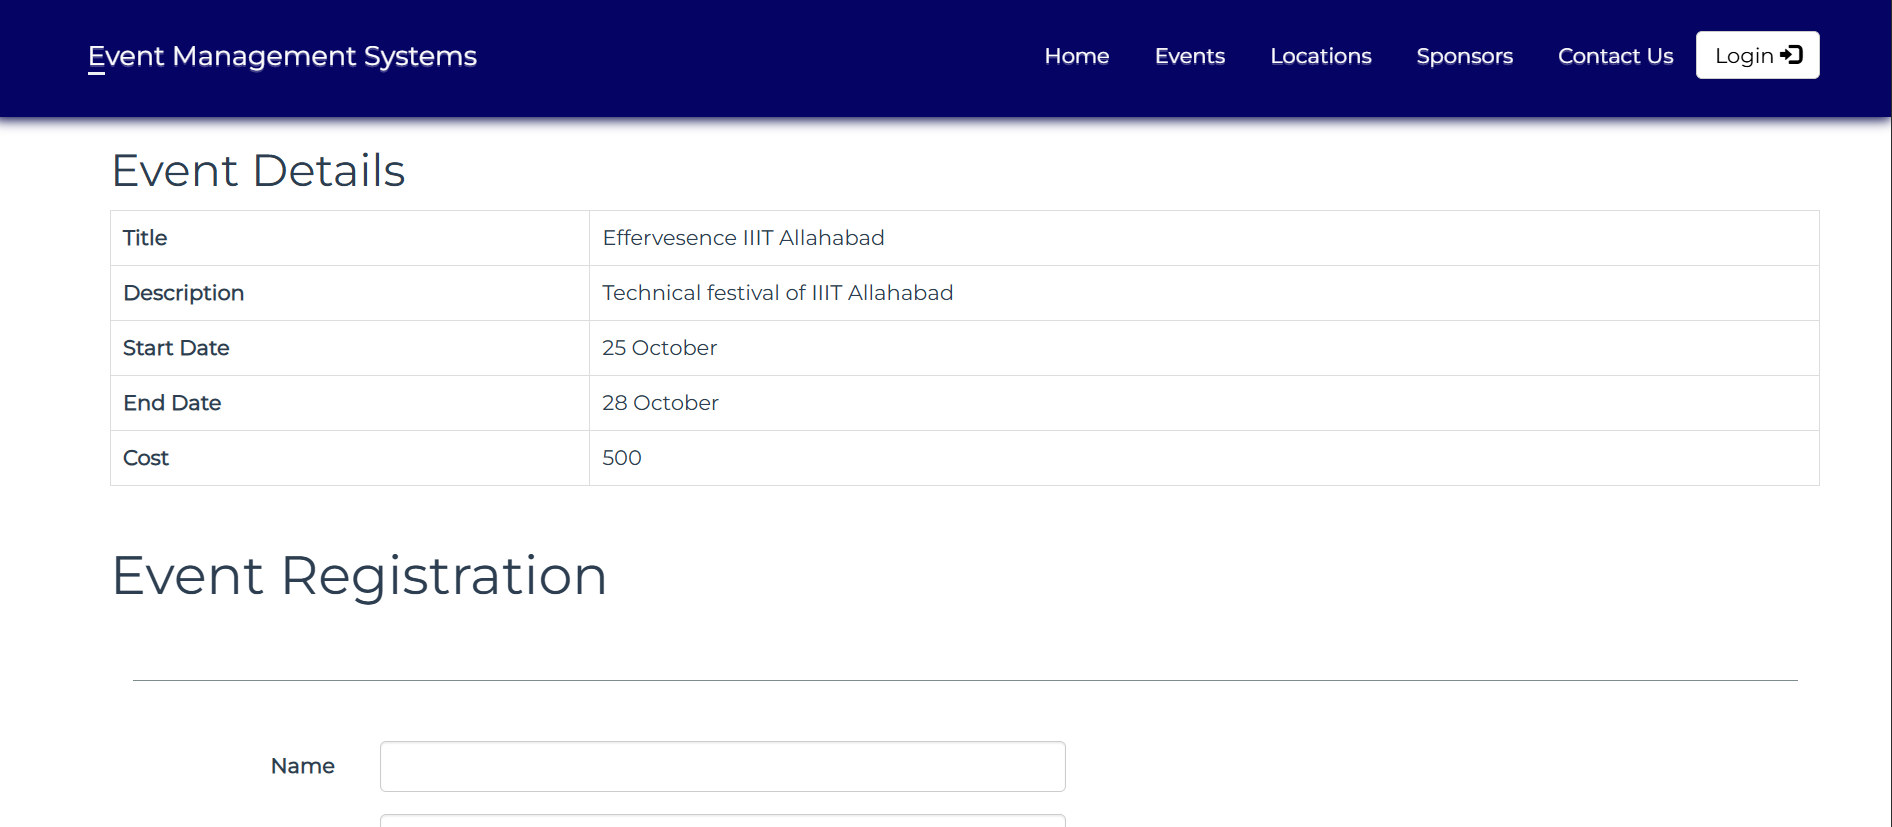 Event Management Systems Home Events Locations Sponsors Contact Us Login
Event Details
Title Effervesence IIIT Allahabad
Description Technical festival of IIIT Allahabad
Start Date 25 October
End Date 28 October
Cost 500
Event Registration
Name